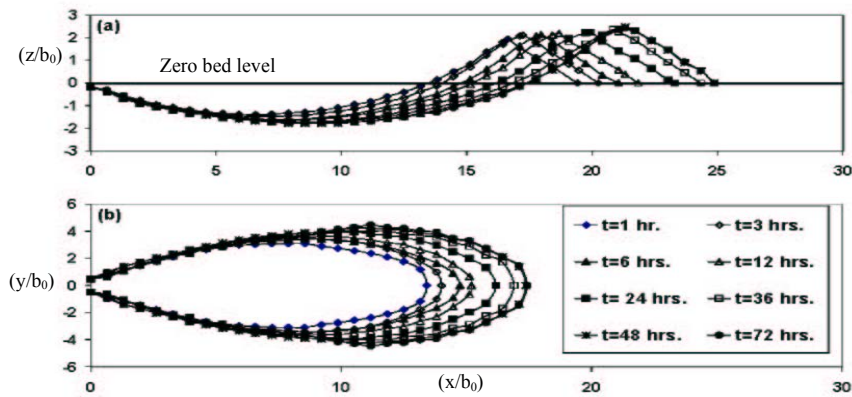 3
(a)
2
(z/b₀)
1
Zero bed level
0
-1
-2
-3
0 5 10 15 20 25 30
6
(b)
4
2
(y/b₀)
0
-2
-4
-6
0 10 20 30
(x/b₀)
t=1 hr. t=3 hrs.
t=6 hrs. t=12 hrs.
t= 24 hrs. t=36 hrs.
t=48 hrs. t=72 hrs.